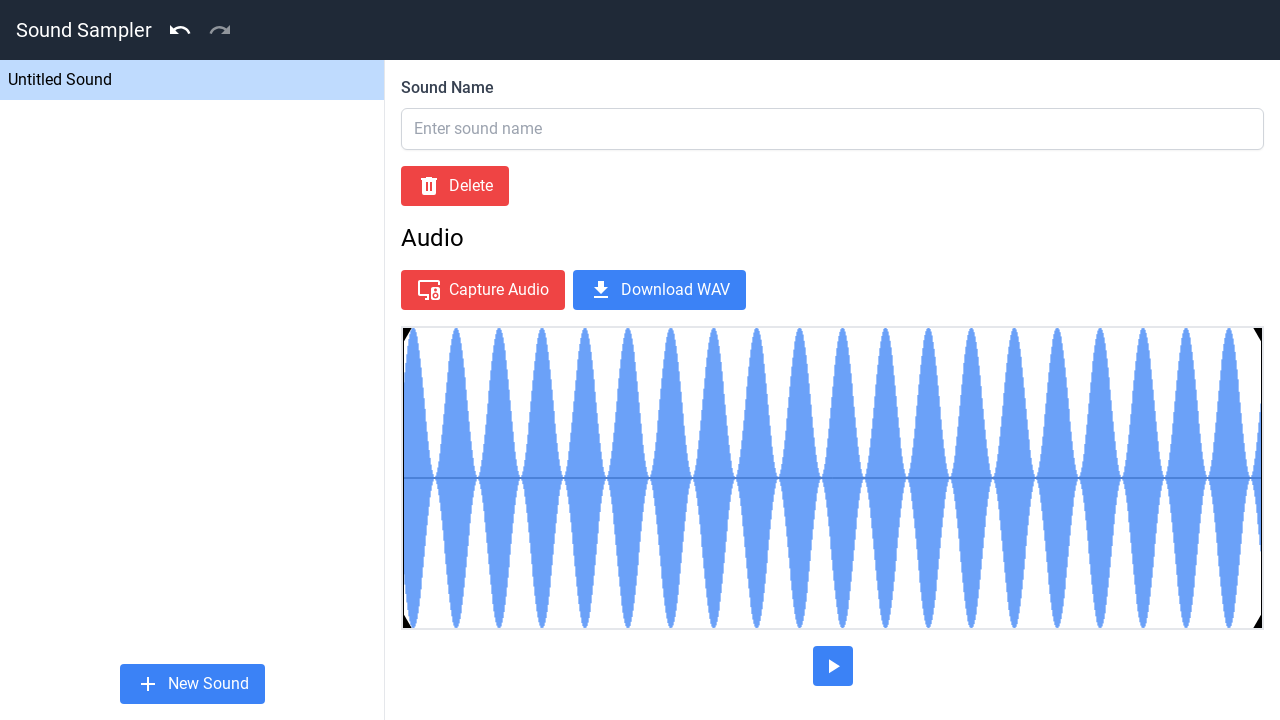 Sound Sampler
Untitled Sound
Sound Name
Enter sound name
Delete
Audio
Capture Audio
Download WAV
New Sound